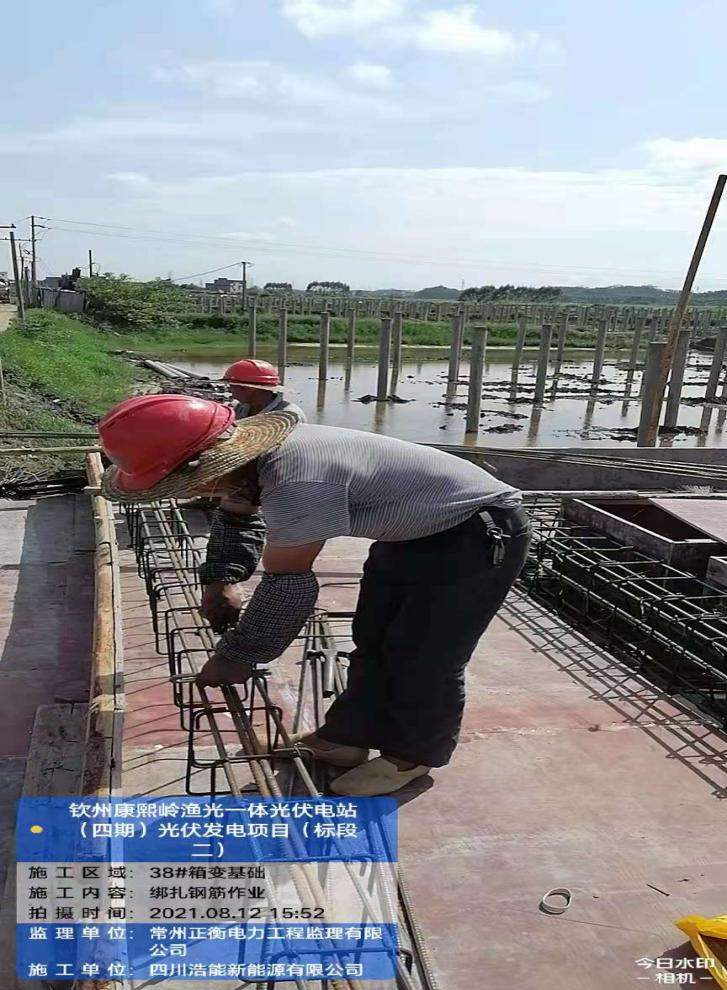 钦州康熙岭渔光一体光伏电站
（四期）光伏发电项目（标段
二）
施工区域：38#箱变基础
施工内容：绑扎钢筋作业
拍摄时间：2021.08.12 15:52
监理单位：常州正衡电力工程监理有限
公司
施工单位：四川浩能新能源有限公司
今日水印
—相机—